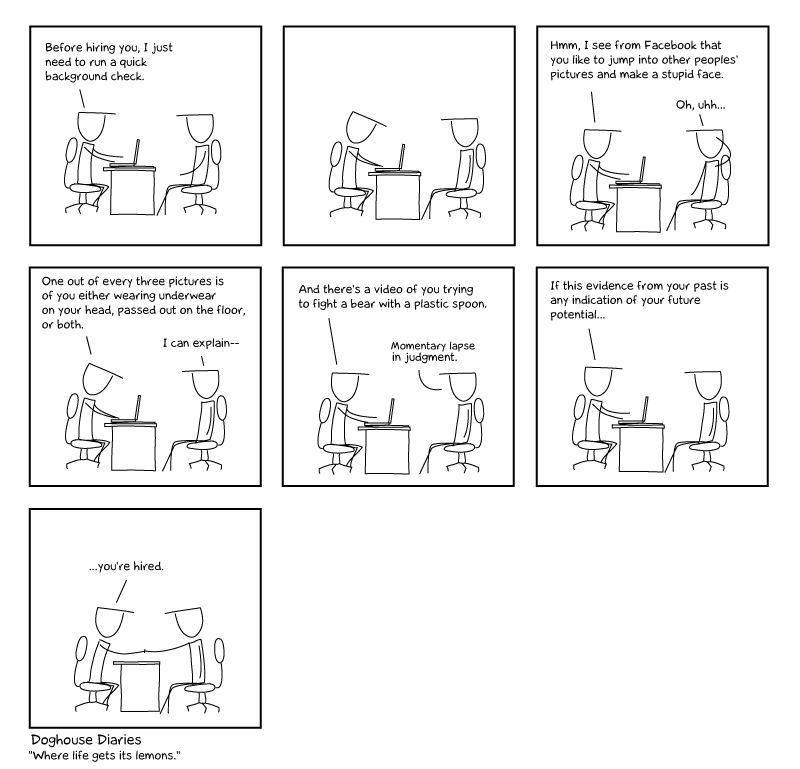 Before hiring you, I just
need to run a quick
background check.
Hmm, I see from Facebook that
you like to jump into other peoples'
pictures and make a stupid face.
Oh, uhh...
One out of every three pictures is
of you either wearing underwear
on your head, passed out on the floor,
or both.
I can explain--
And there's a video of you trying
to fight a bear with a plastic spoon.
Momentary lapse
in judgment.
If this evidence from your past is
any indication of your future
potential...
...you're hired.
Doghouse Diaries
"Where life gets its lemons."